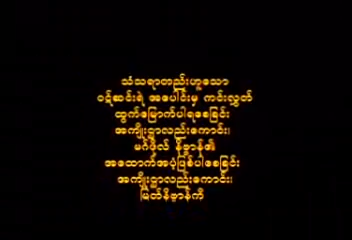 သံသရာတည်းဟူသော
ဝဋ်ဆင်းရဲ အပေါင်းမှ ကင်းလွတ်
ထွက်မြောက်ပါရစေခြင်း
အကျိုးငှာလည်းကောင်း၊
မဂ်ဖိုလ် နိဗ္ဗာန်၏
အထောက်အပံ့ဖြစ်ပါစေခြင်း
အကျိုးငှာလည်းကောင်း၊
မြတ်နိဗ္ဗာန်ကို